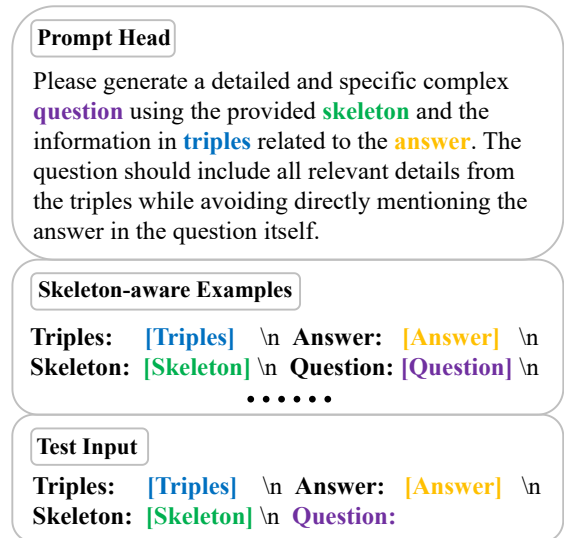 Prompt Head
Please generate a detailed and specific complex
question using the provided skeleton and the
information in triples related to the answer. The
question should include all relevant details from
the triples while avoiding directly mentioning the
answer in the question itself.
Skeleton-aware Examples
Triples: [Triples] \n Answer: [Answer] \n
Skeleton: [Skeleton] \n Question: [Question] \n
······
Test Input
Triples: [Triples] \n Answer: [Answer] \n
Skeleton: [Skeleton] \n Question: